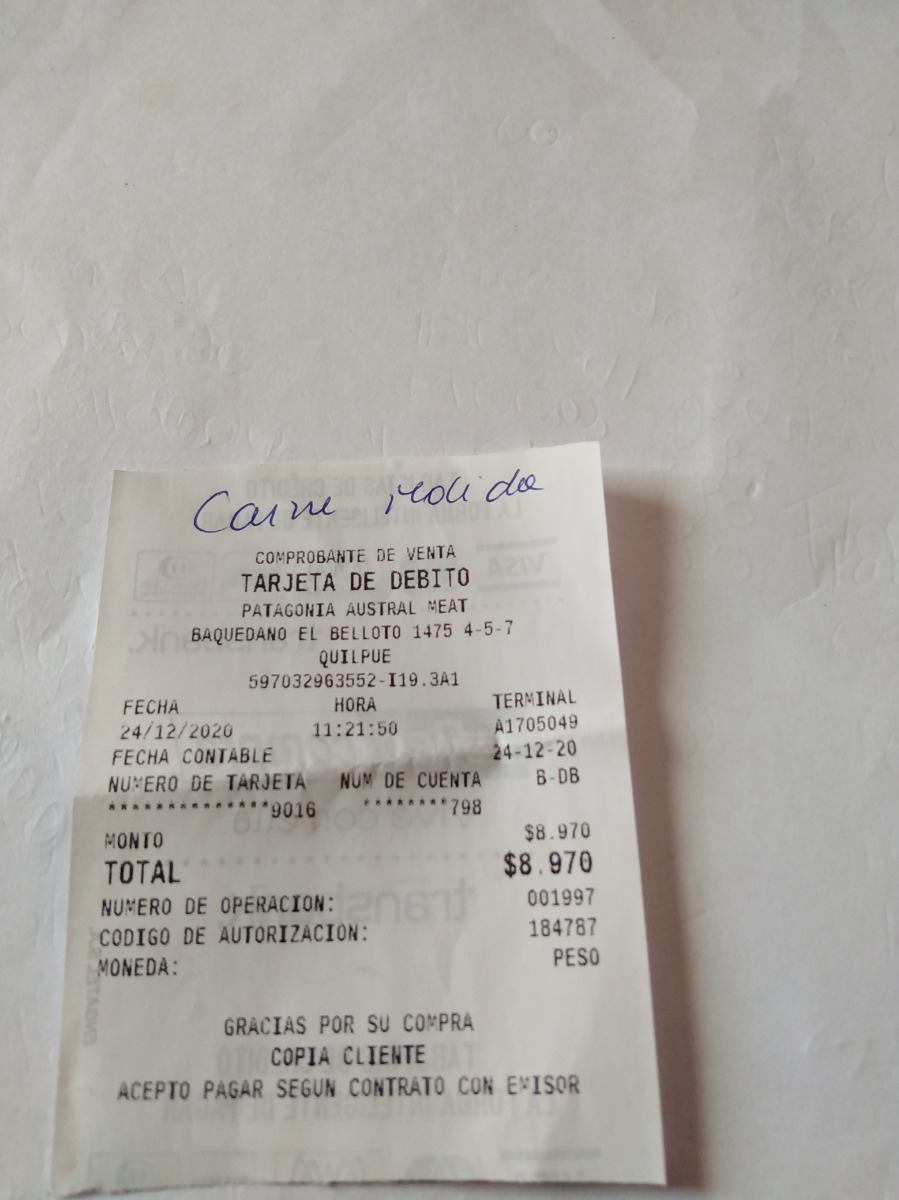 Carne
COMPROBANTE DE VENTA
TARJETA DE DEBITO
PATAGONIA AUSTRAL MEAT
BAQUEDANO EL BELLOTO 1475 4-5-7
QUILPUE
597032963552-I19.3A1
FECHA HORA TERMINAL
24/12/2020 11:21:50 A1705049
FECHA CONTABLE 24-12-20
NUMERO DE TARJETA NUM DE CUENTA B-DB
**************9016 ********798
MONTO $8.970
TOTAL $8.970
NUMERO DE OPERACION: 001997
CODIGO DE AUTORIZACION: 184787
MONEDA: PESO
GRACIAS POR SU COMPRA
COPIA CLIENTE
ACEPTO PAGAR SEGUN CONTRATO CON EMISOR